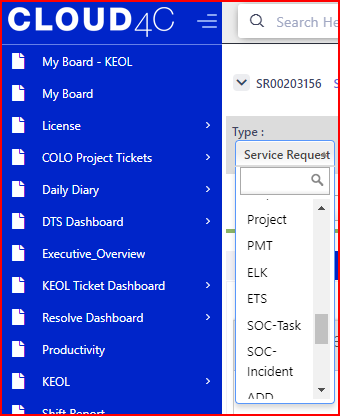 CLOUD4C
Search He
My Board - KEOL
My Board
License
COLO Project Tickets
Daily Diary
DTS Dashboard
Executive_Overview
KEOL Ticket Dashboard
Resolve Dashboard
Productivity
KEOL
Shift Report
SR00203156
Type :
Service Request
Project
PMT
ELK
ETS
SOC-Task
SOC-
Incident
ADD